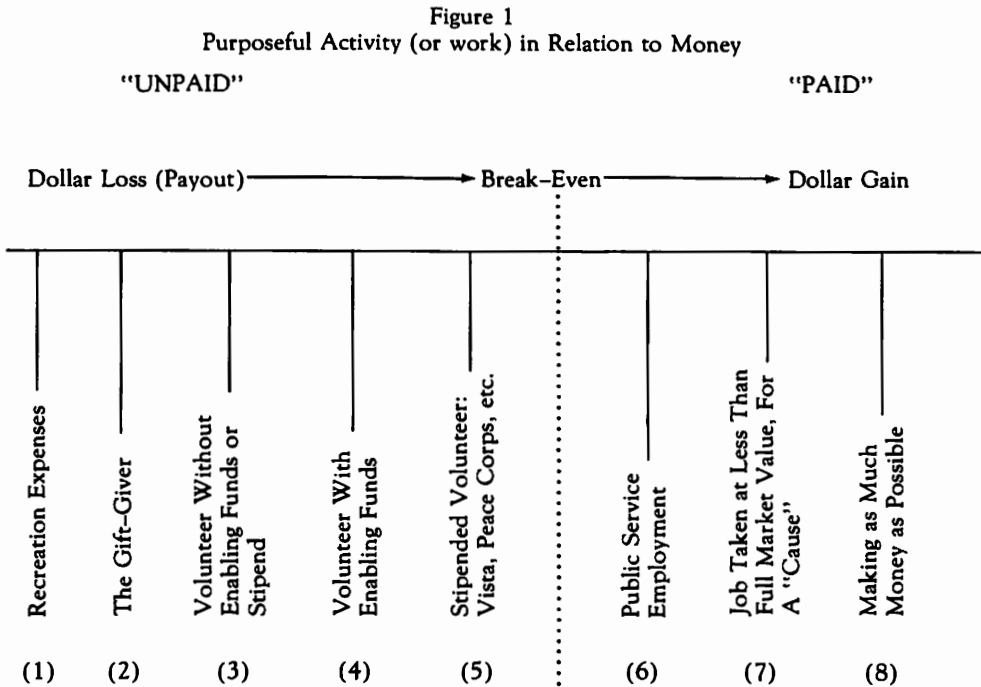 Figure 1
Purposeful Activity (or work) in Relation to Money
"UNPAID" "PAID"
Dollar Loss (Payout) Break-Even Dollar Gain
Recreation Expenses
The Gift-Giver
Volunteer Without
Enabling Funds or
Stipend
Volunteer With
Enabling Funds
Stipended Volunteer:
Vista, Peace Corps, etc.
Public Service
Employment
Job Taken at Less Than
Full Market Value, For
A "Cause"
Making as Much
Money as Possible
(1) (2) (3) (4) (5) (6) (7) (8)